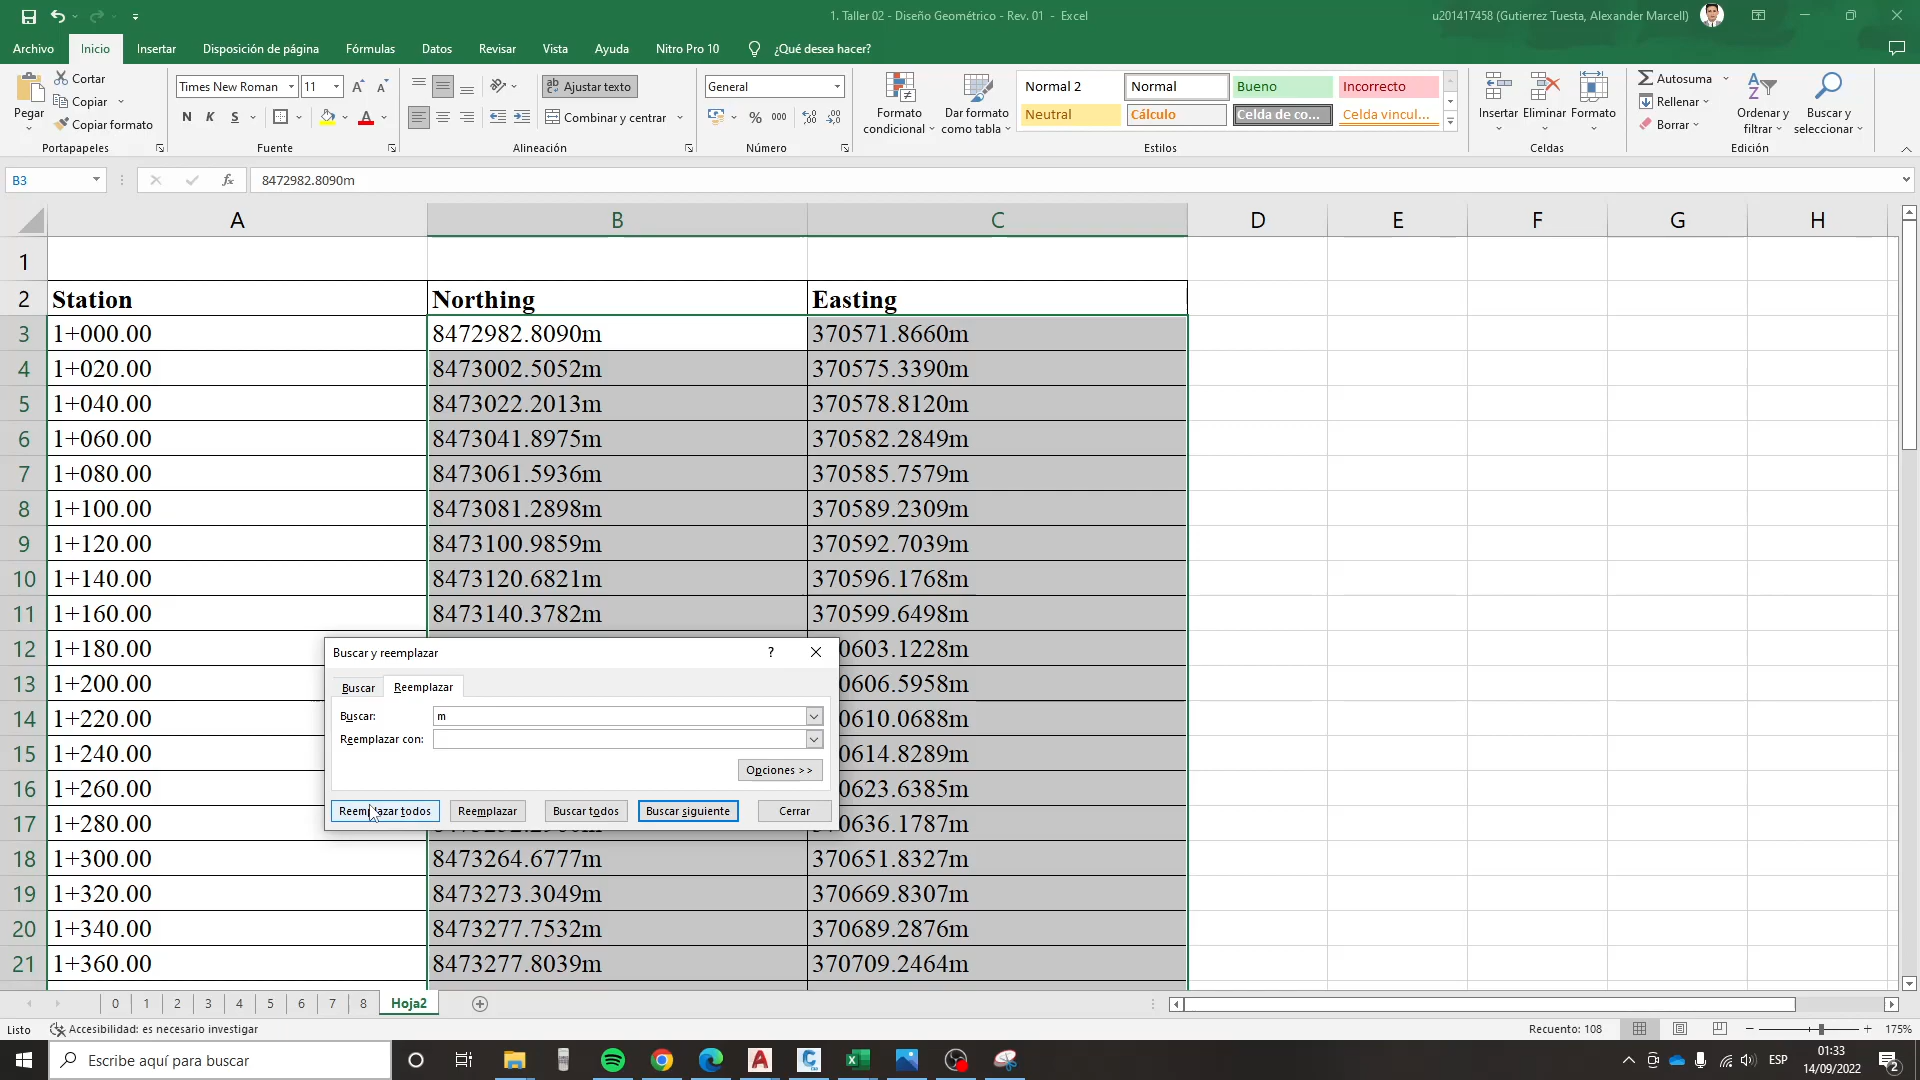 1. Taller 02 - Diseño Geométrico - Rev. 01 - Excel
u201417458 (Gutierrez Tuesta, Alexander Marcell)
Archivo Inicio Insertar Disposición de página Fórmulas Datos Revisar Vista Ayuda Nitro Pro 10 ¿Qué desea hacer?
Pegar
Cortar
Copiar
Copiar formato
Portapapeles
Times New Roman 11
N K S
Fuente
Ajustar texto
Combinar y centrar
Alineación
General
% 000
Número
Formato condicional
Dar formato como tabla
Normal 2 Normal Bueno Incorrecto
Neutral Cálculo Celda de co... Celda vincul...
Estilos
Insertar Eliminar Formato
Celdas
Autosuma
Rellenar
Borrar
Ordenar y filtrar
Buscar y seleccionar
Edición
B3 fx 8472982.8090m
A B C D E F G H
1
2 Station Northing Easting
3 1+000.00 8472982.8090m 370571.8660m
4 1+020.00 8473002.5052m 370575.3390m
5 1+040.00 8473022.2013m 370578.8120m
6 1+060.00 8473041.8975m 370582.2849m
7 1+080.00 8473061.5936m 370585.7579m
8 1+100.00 8473081.2898m 370589.2309m
9 1+120.00 8473100.9859m 370592.7039m
10 1+140.00 8473120.6821m 370596.1768m
11 1+160.00 8473140.3782m 370599.6498m
12 1+180.00 0603.1228m
13 1+200.00 0606.5958m
14 1+220.00 0610.0688m
15 1+240.00 0614.8289m
16 1+260.00 0623.6385m
17 1+280.00 0636.1787m
18 1+300.00 8473264.6777m 370651.8327m
19 1+320.00 8473273.3049m 370669.8307m
20 1+340.00 8473277.7532m 370689.2876m
21 1+360.00 8473277.8039m 370709.2464m
Buscar y reemplazar ?
Buscar Reemplazar
Buscar: m
Reemplazar con:
Opciones >>
Reemplazar todos Reemplazar Buscar todos Buscar siguiente Cerrar
0 1 2 3 4 5 6 7 8 Hoja2
Listo Accesibilidad: es necesario investigar Recuento: 108 175%
Escribe aquí para buscar
ESP
01:33
14/09/2022
2